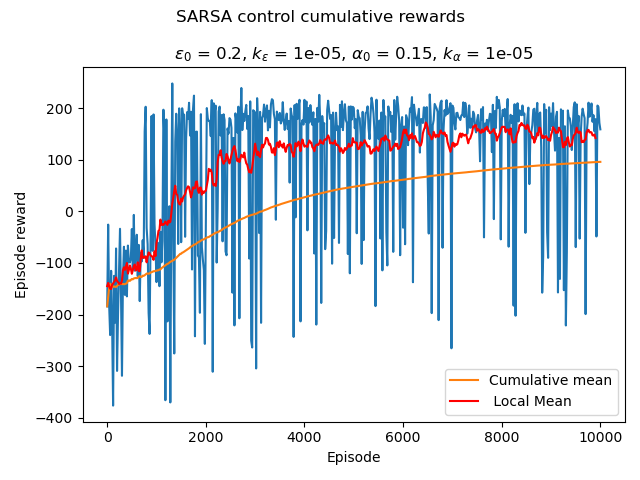 SARSA control cumulative rewards
ε₀ = 0.2, kε = 1e-05, α₀ = 0.15, kα = 1e-05
Episode reward
200
100
0
−100
−200
−300
−400
Cumulative mean
Local Mean
0 2000 4000 6000 8000 10000
Episode